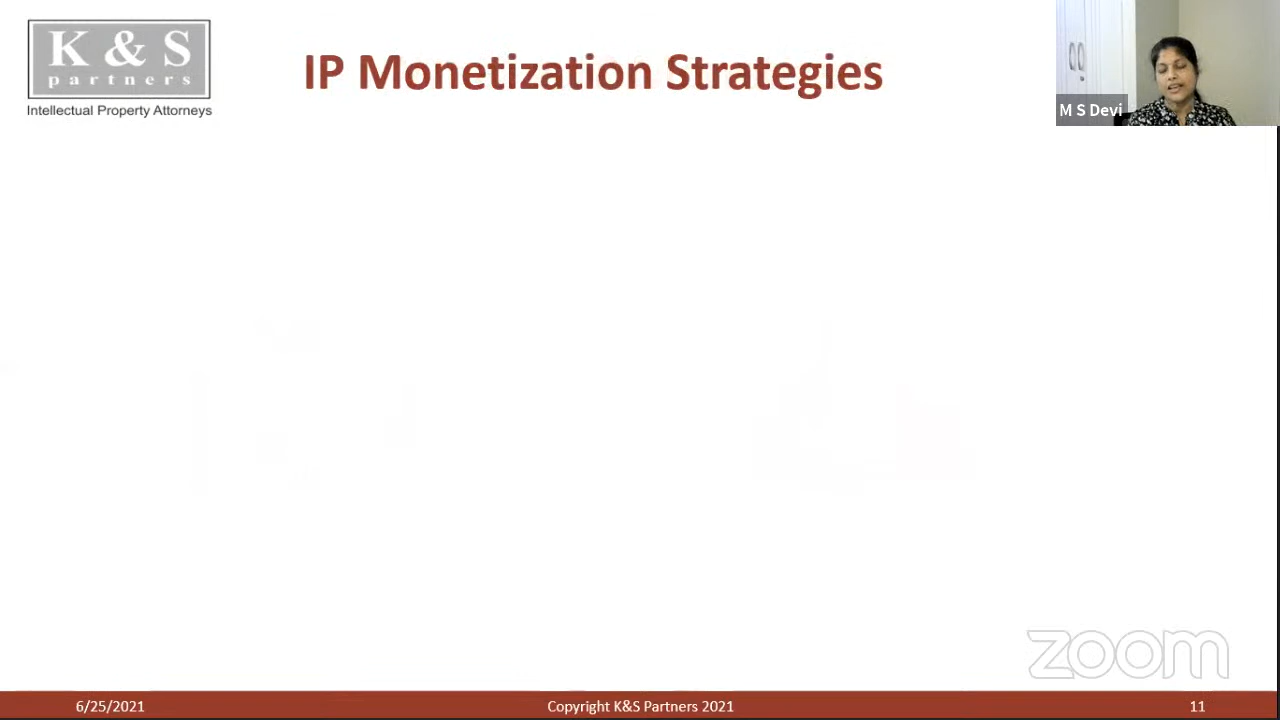 K & S
partners
Intellectual Property Attorneys
IP Monetization Strategies
M S Devi
zoom
6/25/2021
Copyright K&S Partners 2021
11